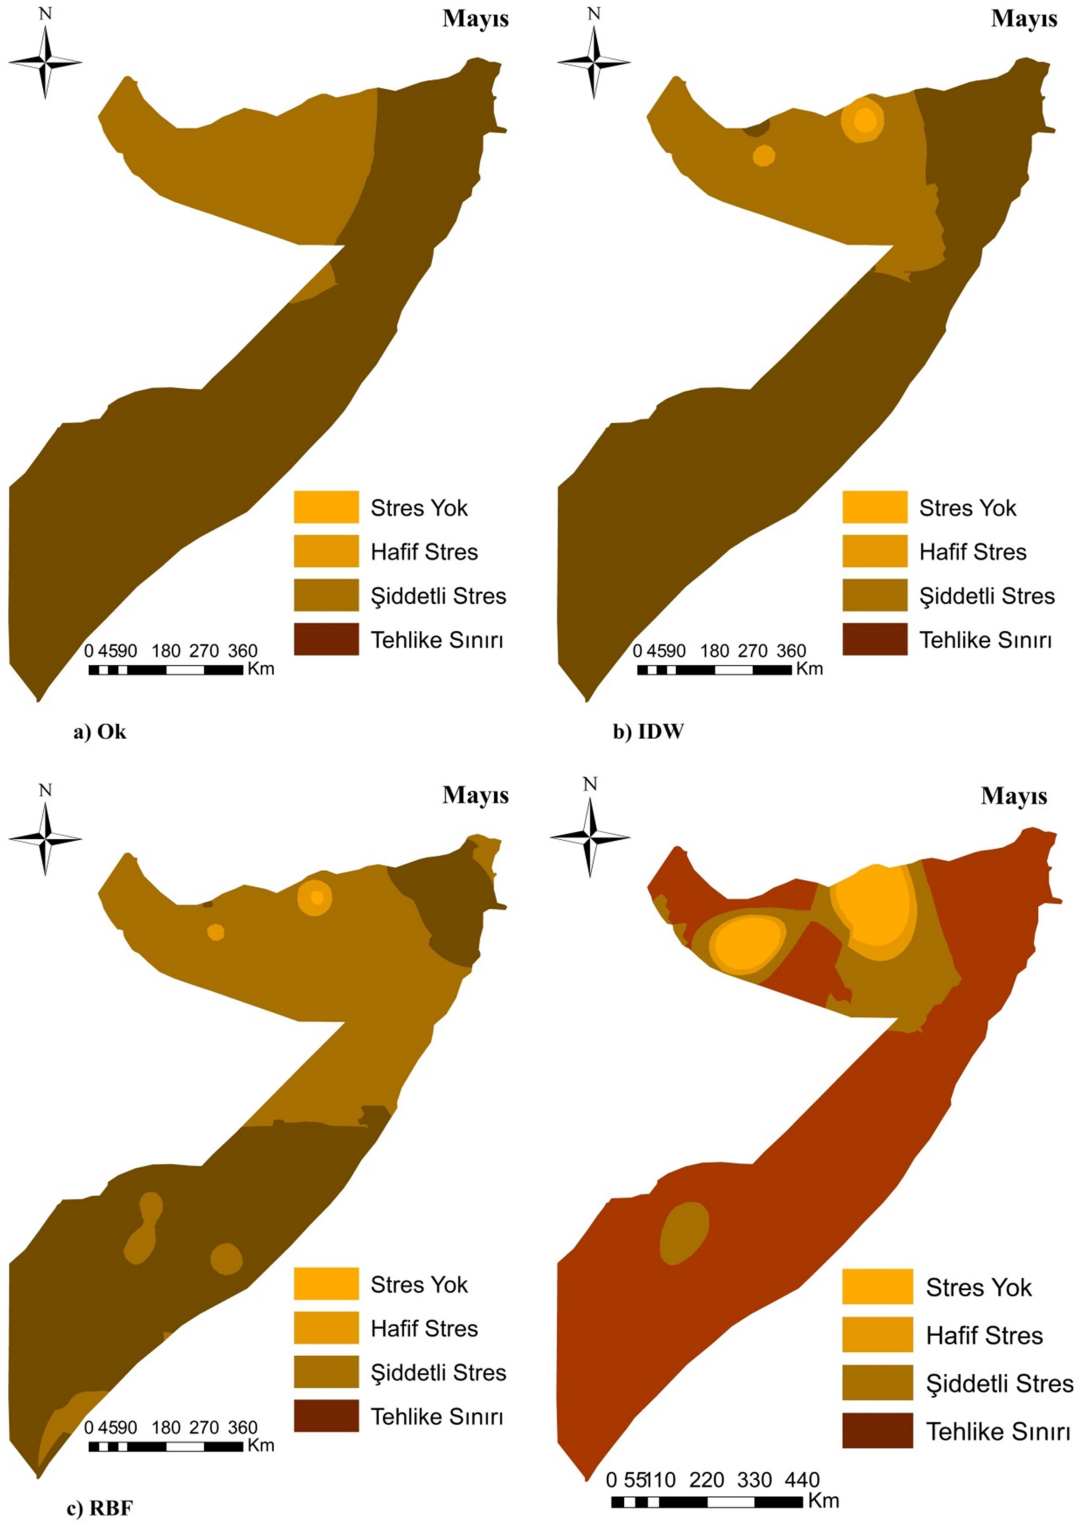 N
Mayıs
Stres Yok
Hafif Stres
Şiddetli Stres
Tehlike Sınırı
0 4590 180 270 360
Km
a) Ok
N
Mayıs
Stres Yok
Hafif Stres
Şiddetli Stres
Tehlike Sınırı
0 4590 180 270 360
Km
b) IDW
N
Mayıs
Stres Yok
Hafif Stres
Şiddetli Stres
Tehlike Sınırı
0 4590 180 270 360
Km
c) RBF
N
Mayıs
Stres Yok
Hafif Stres
Şiddetli Stres
Tehlike Sınırı
0 55110 220 330 440
Km